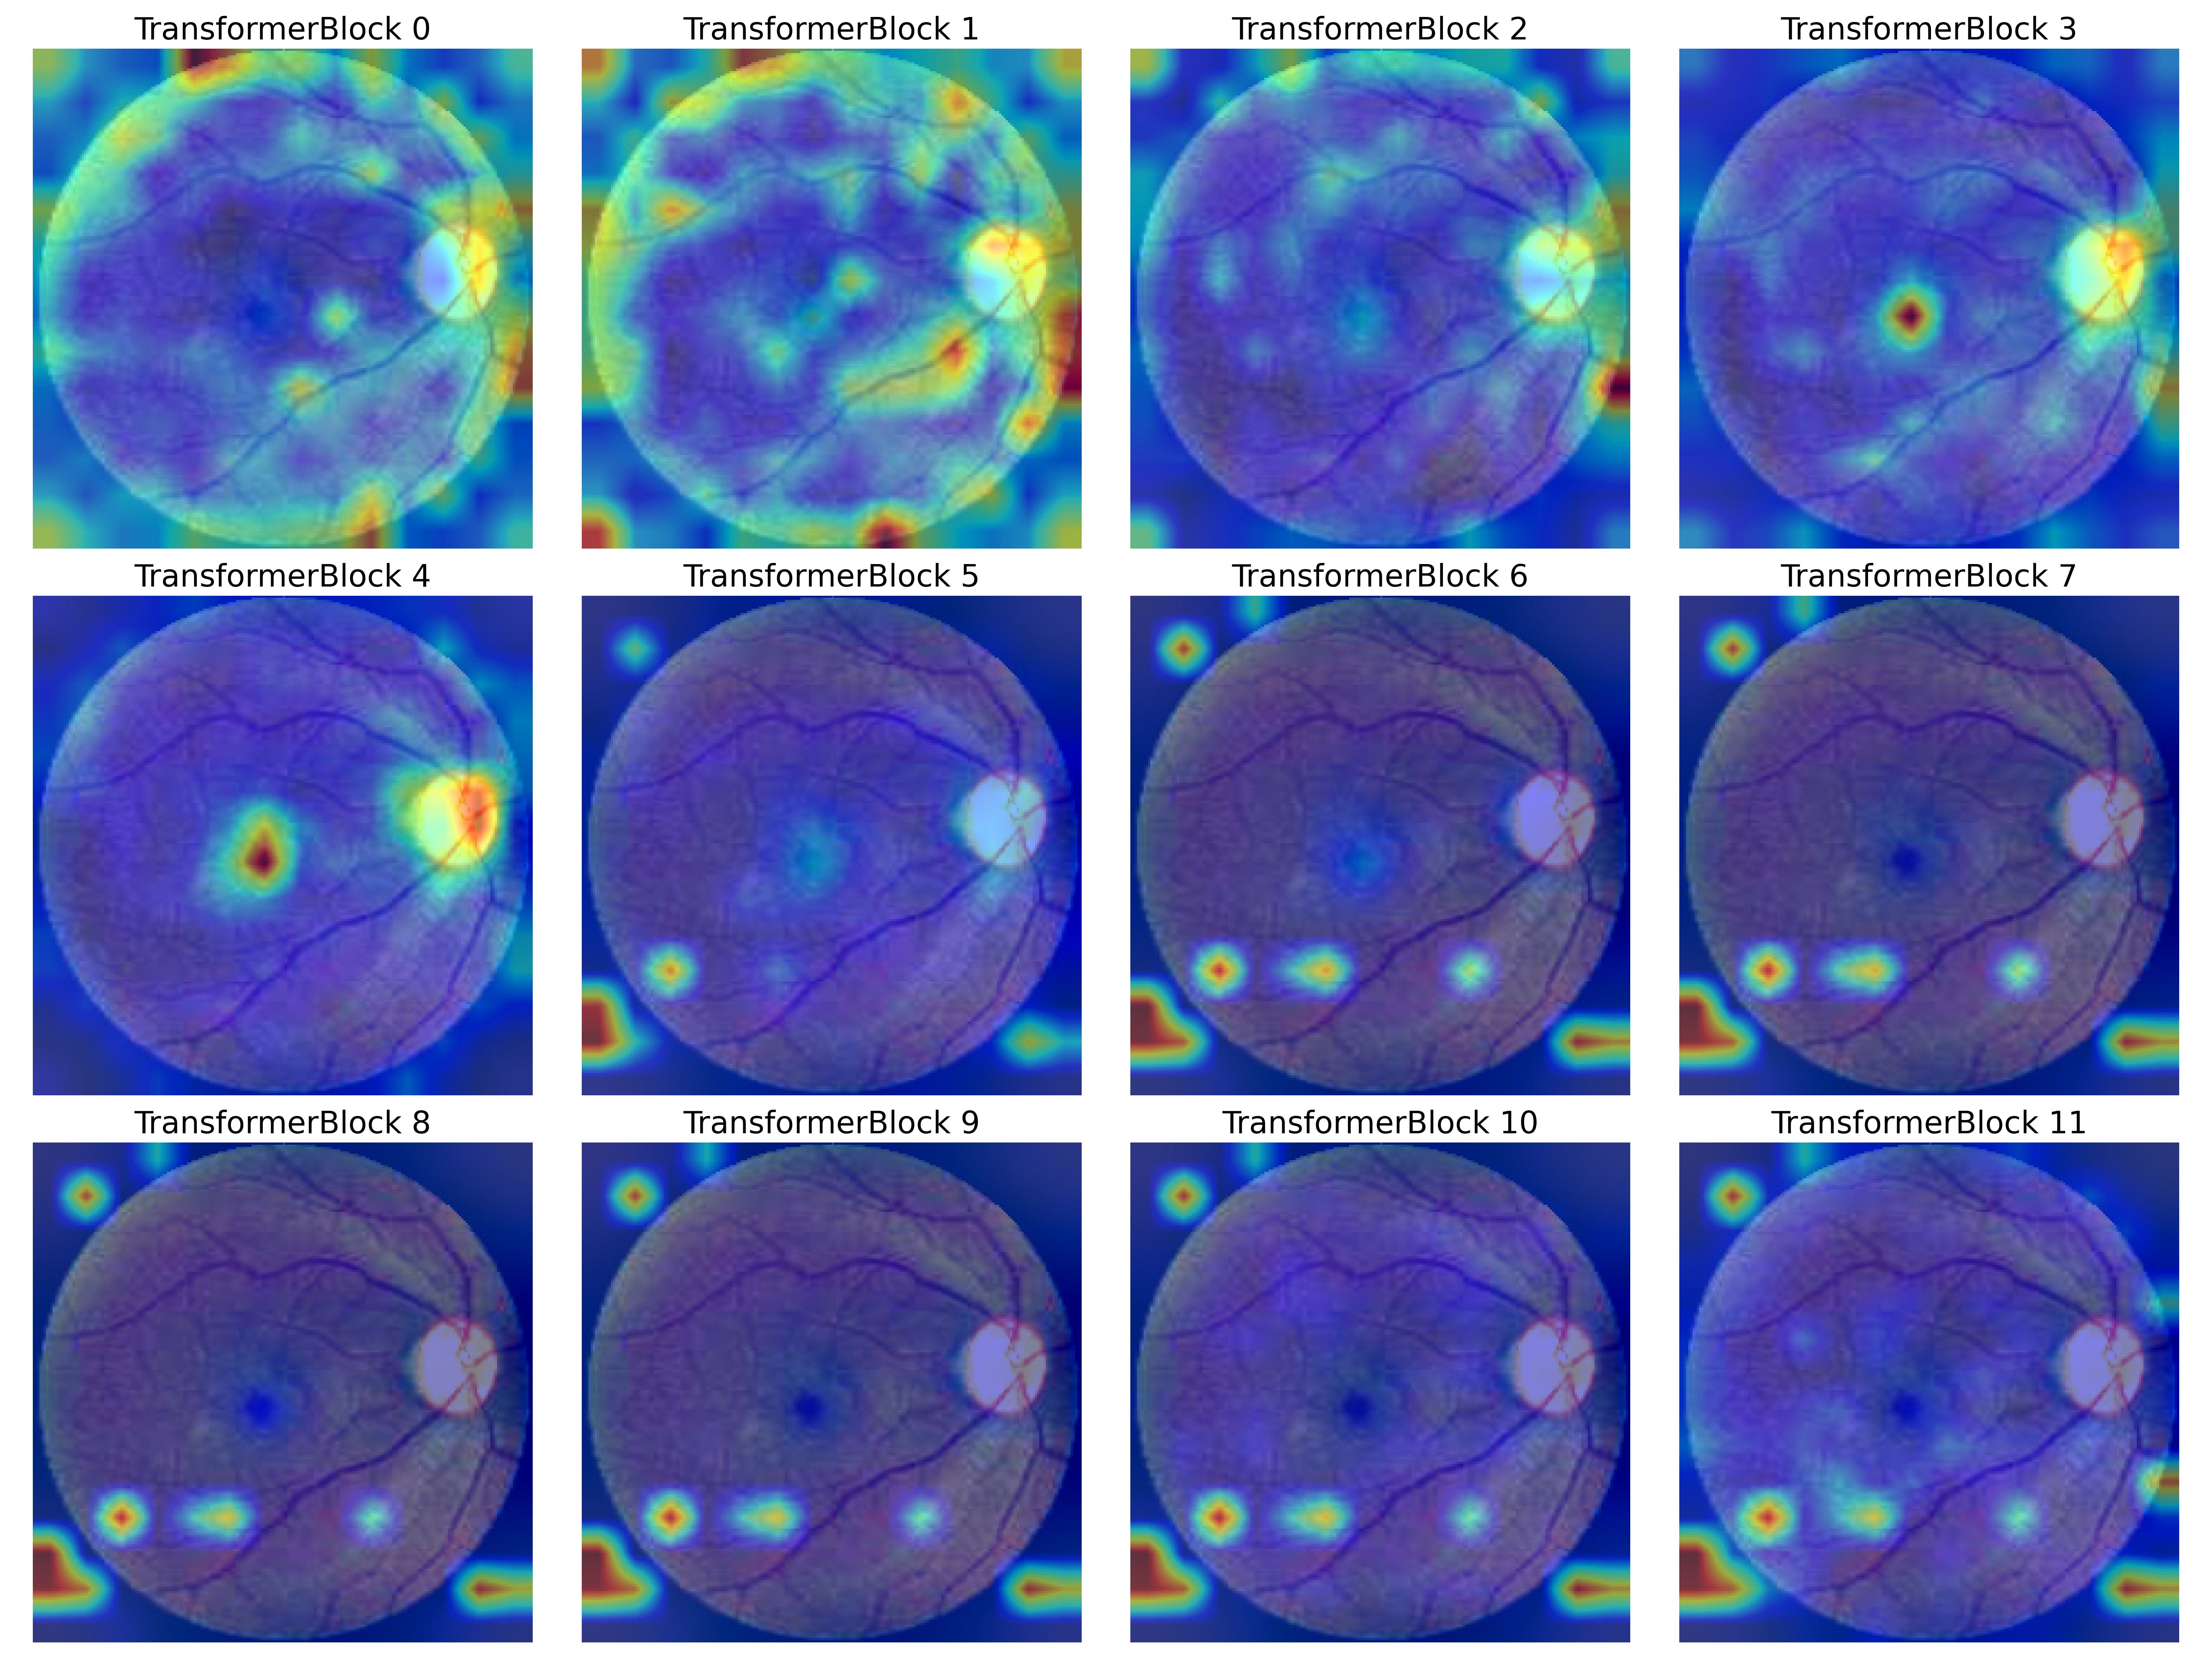 TransformerBlock 0
TransformerBlock 1
TransformerBlock 2
TransformerBlock 3
TransformerBlock 4
TransformerBlock 5
TransformerBlock 6
TransformerBlock 7
TransformerBlock 8
TransformerBlock 9
TransformerBlock 10
TransformerBlock 11